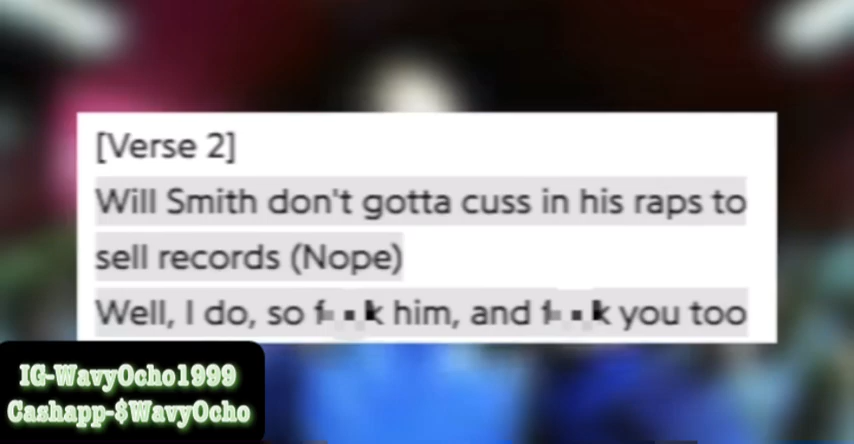 [Verse 2]
Will Smith don't gotta cuss in his raps to
sell records (Nope)
Well, I do, so f▪▪k him, and f▪▪k you too
IG-WavyOcho1999
Cashapp-$WavyOcho